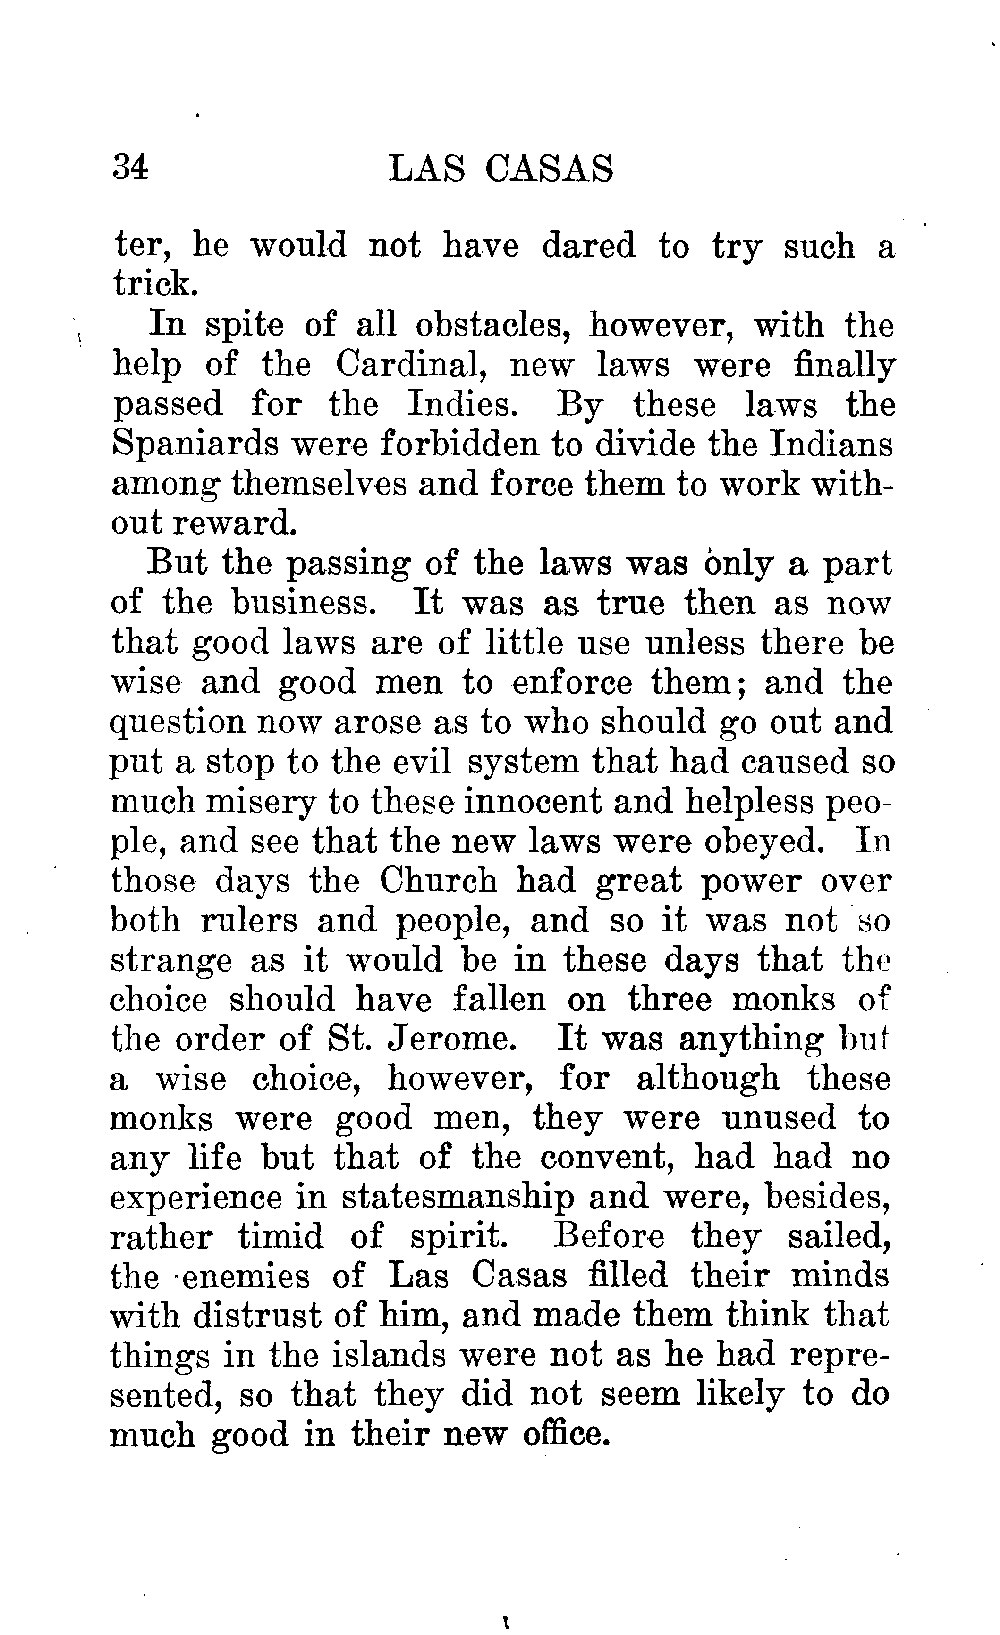 34 LAS CASAS
ter, he would not have dared to try such a
trick.
In spite of all obstacles, however, with the
help of the Cardinal, new laws were finally
passed for the Indies. By these laws the
Spaniards were forbidden to divide the Indians
among themselves and force them to work with-
out reward.
But the passing of the laws was only a part
of the business. It was as true then as now
that good laws are of little use unless there be
wise and good men to enforce them; and the
question now arose as to who should go out and
put a stop to the evil system that had caused so
much misery to these innocent and helpless peo-
ple, and see that the new laws were obeyed. In
those days the Church had great power over
both rulers and people, and so it was not so
strange as it would be in these days that the
choice should have fallen on three monks of
the order of St. Jerome. It was anything but
a wise choice, however, for although these
monks were good men, they were unused to
any life but that of the convent, had had no
experience in statesmanship and were, besides,
rather timid of spirit. Before they sailed,
the enemies of Las Casas filled their minds
with distrust of him, and made them think that
things in the islands were not as he had repre-
sented, so that they did not seem likely to do
much good in their new office.